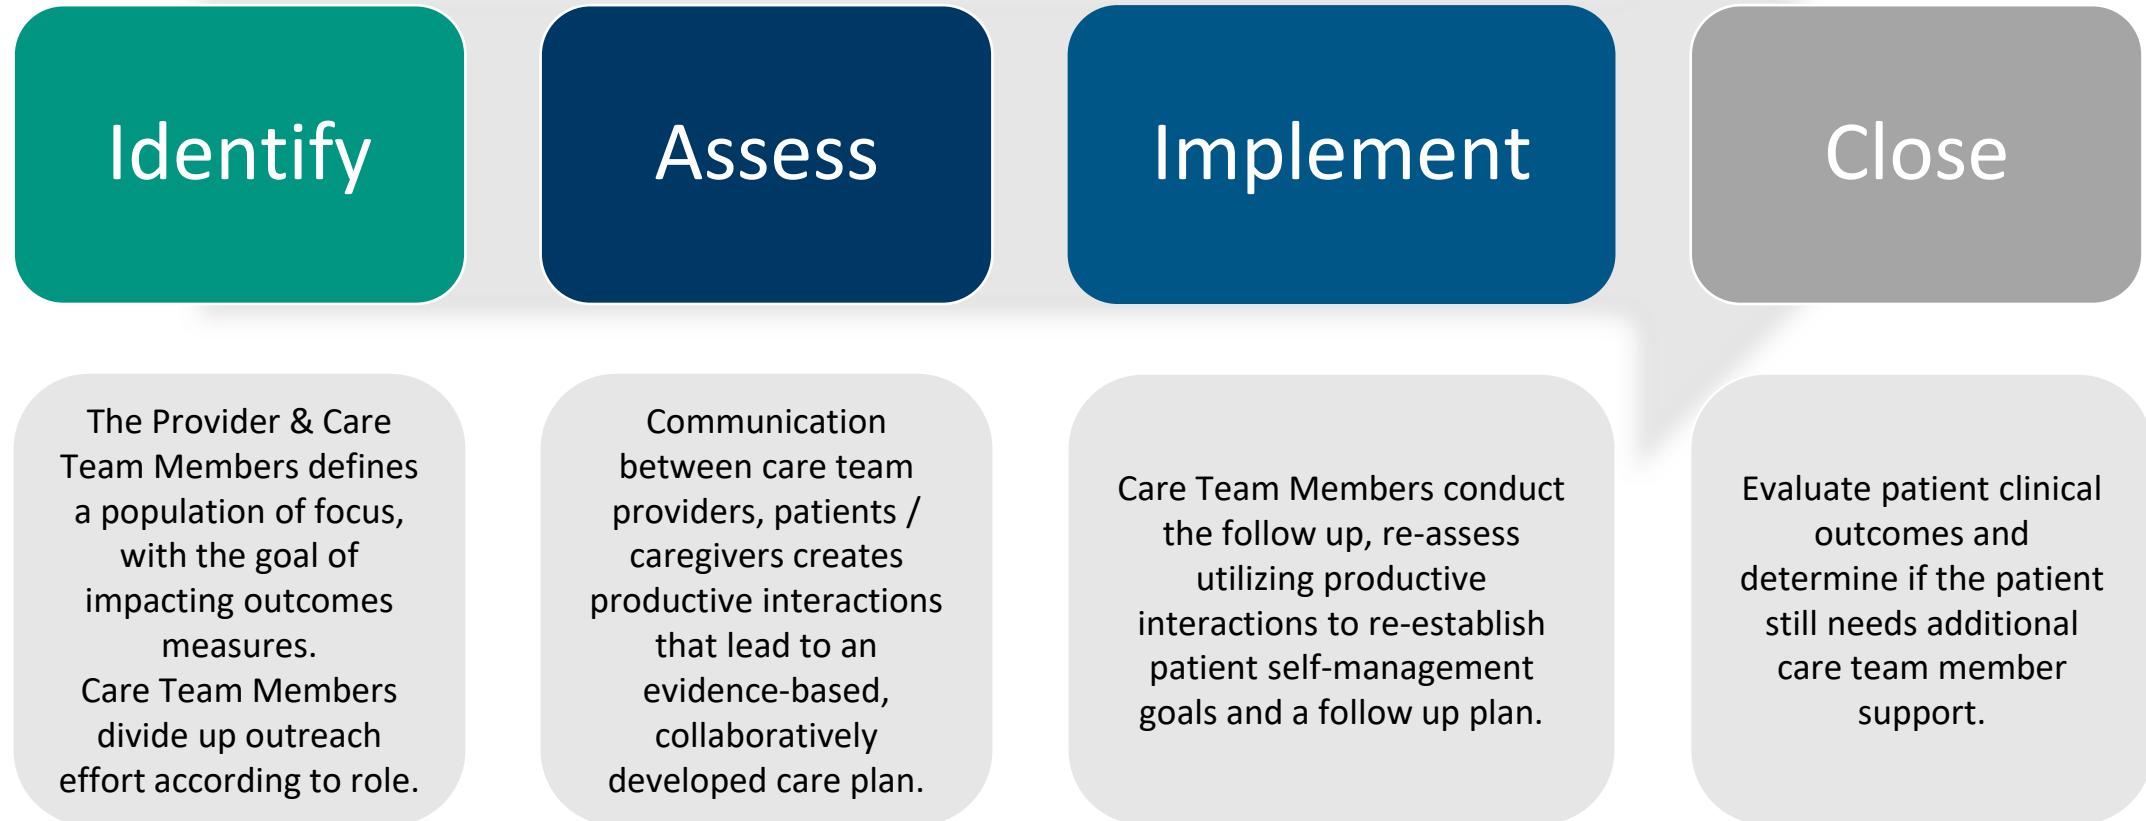 Identify
Assess
Implement
Close
The Provider & Care
Team Members defines
a population of focus,
with the goal of
impacting outcomes
measures.
Care Team Members
divide up outreach
effort according to role.
Communication
between care team
providers, patients /
caregivers creates
productive interactions
that lead to an
evidence-based,
collaboratively
developed care plan.
Care Team Members conduct
the follow up, re-assess
utilizing productive
interactions to re-establish
patient self-management
goals and a follow up plan.
Evaluate patient clinical
outcomes and
determine if the patient
still needs additional
care team member
support.